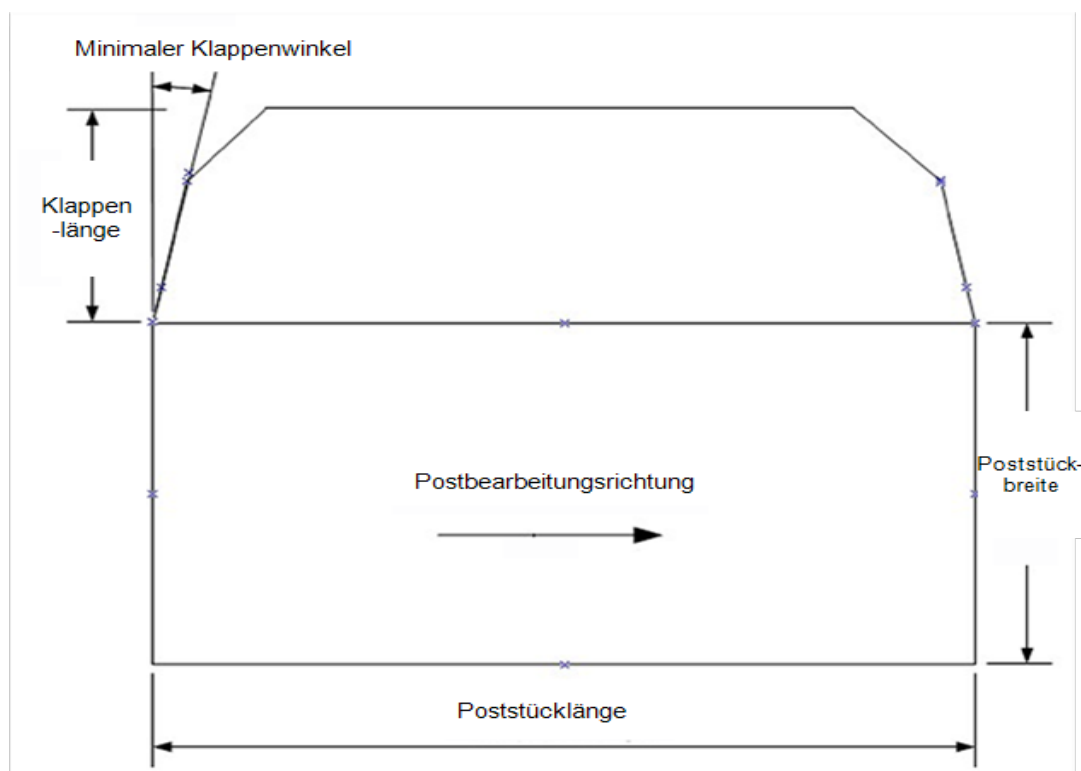 Minimaler Klappenwinkel
Klappen
-länge
Postbearbeitungsrichtung
Poststück-
breite
Poststücklänge